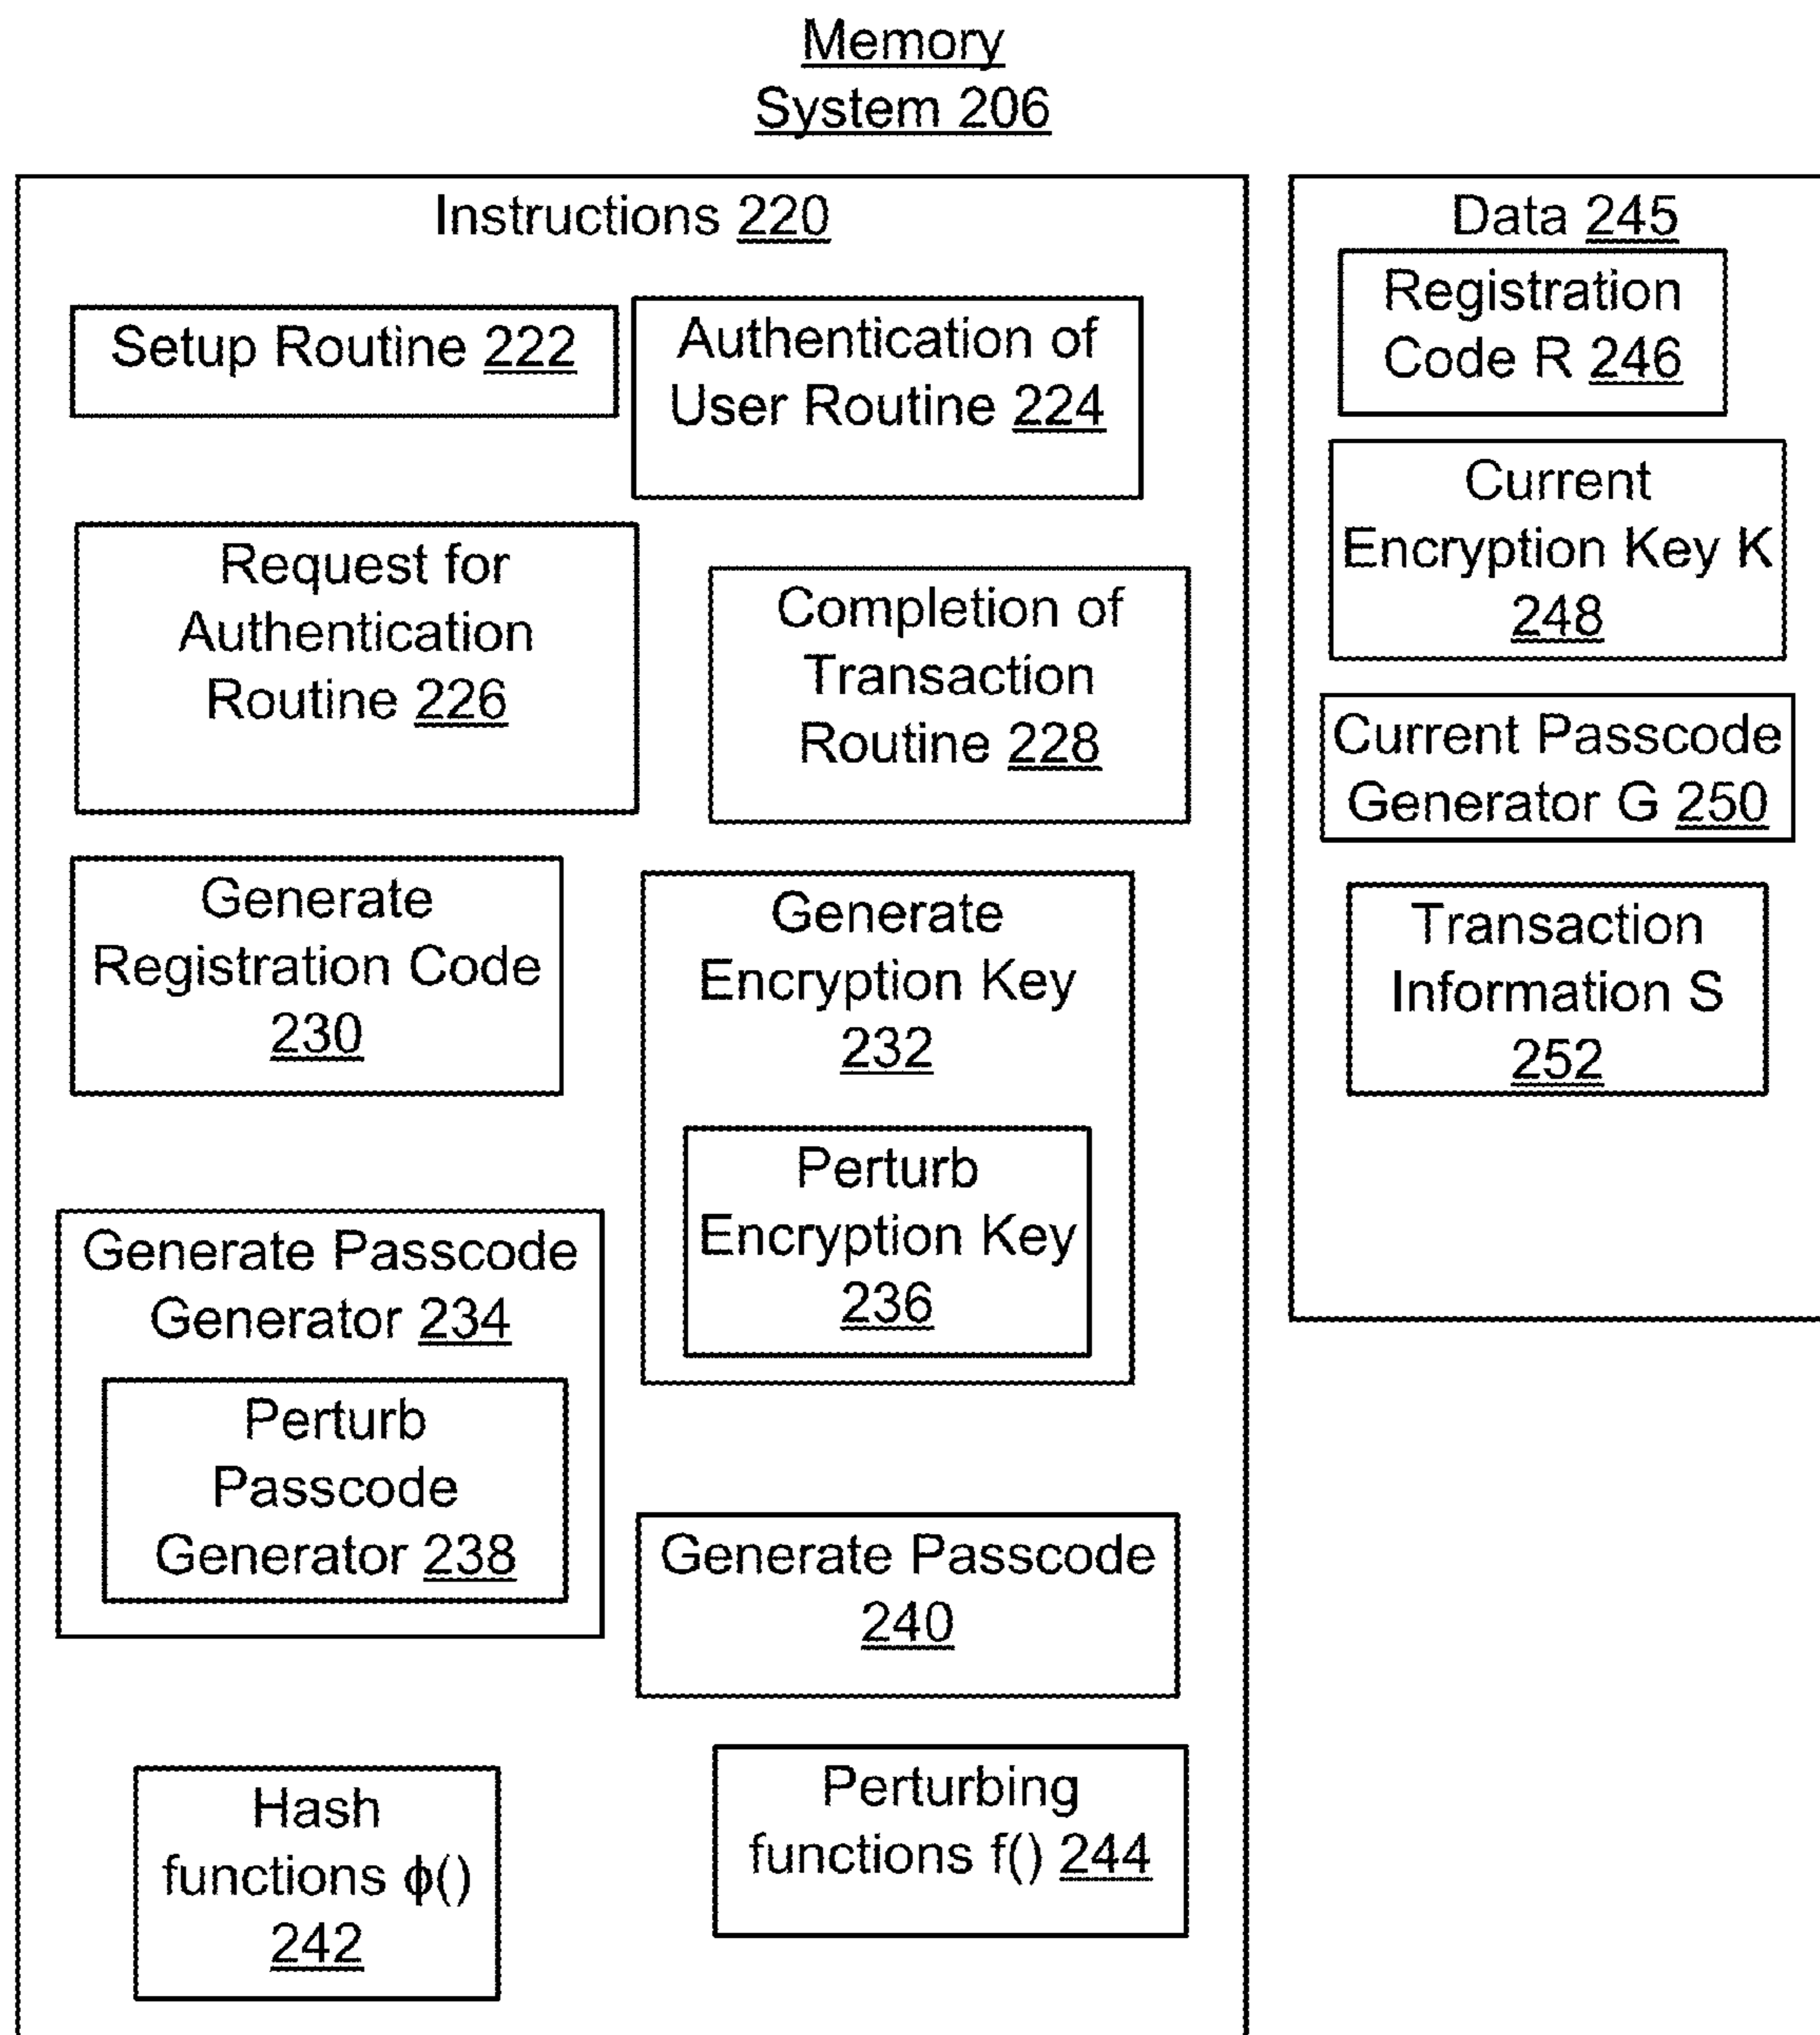 Memory
System 206
Instructions 220
Setup Routine 222
Authentication of
User Routine 224
Request for
Authentication
Routine 226
Completion of
Transaction
Routine 228
Generate
Registration Code
230
Generate
Encryption Key
232
Perturb
Encryption Key
236
Generate Passcode
Generator 234
Perturb
Passcode
Generator 238
Generate Passcode
240
Hash
functions ϕ()
242
Perturbing
functions f() 244
Data 245
Registration
Code R 246
Current
Encryption Key K
248
Current Passcode
Generator G 250
Transaction
Information S
252